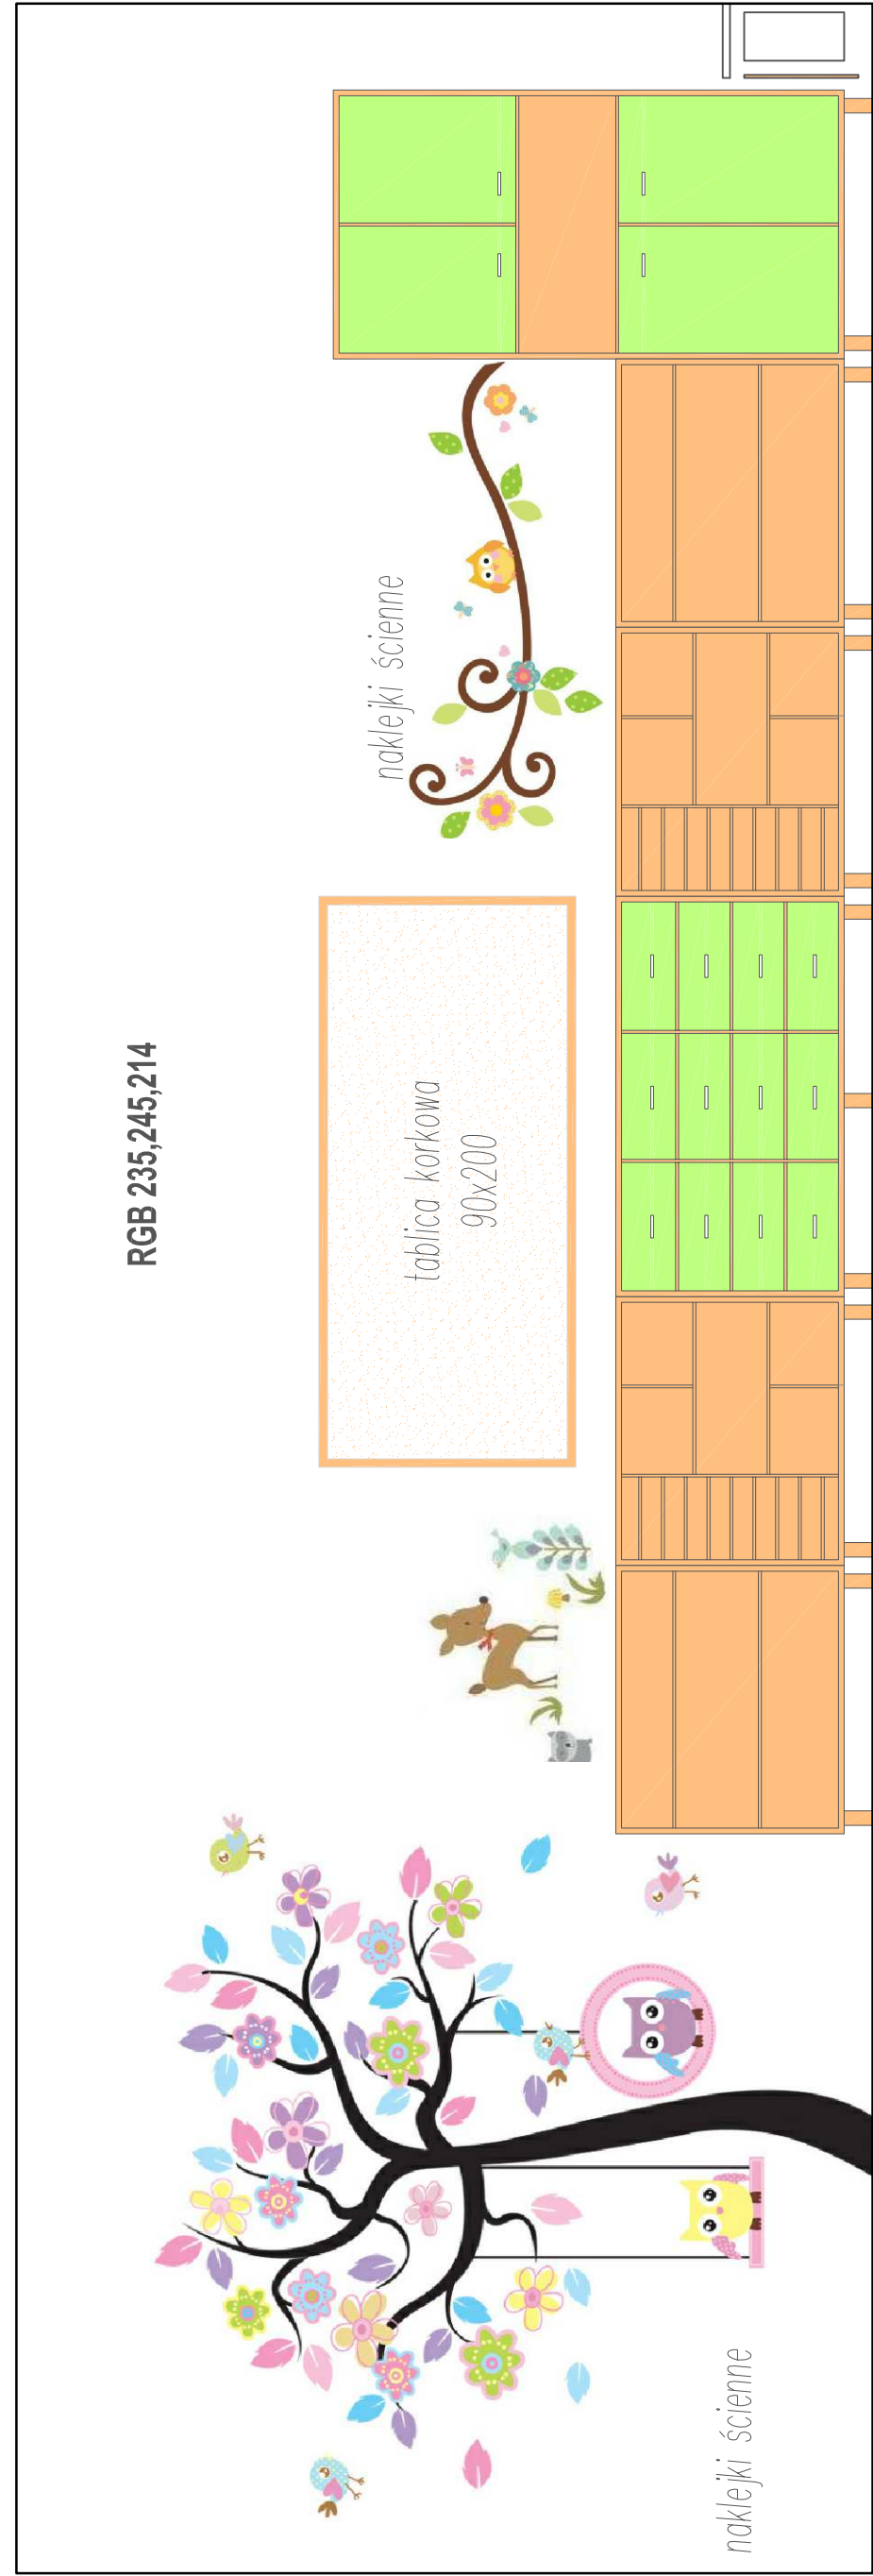 RGB 235,245,214
naklejki ścienne
tablica korkowa
90x200
naklejki ścienne